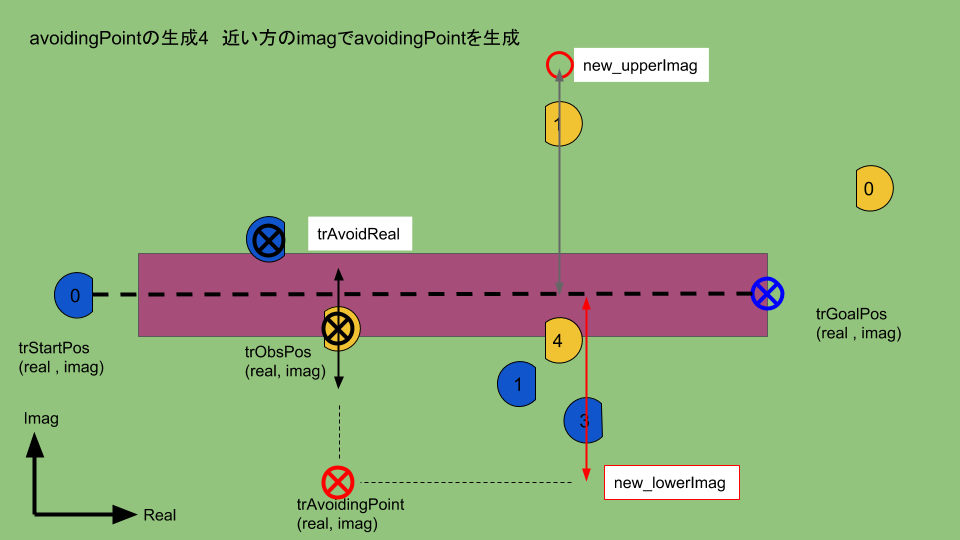 avoidingPointの生成4 近い方のimagでavoidingPointを生成
new_upperImag
1
0
trAvoidReal
0
trGoalPos
(real , imag)
trStartPos
(real , imag)
trObsPos
(real, imag)
4
1
3
Imag
new_lowerImag
trAvoidingPoint
(real, imag)
Real